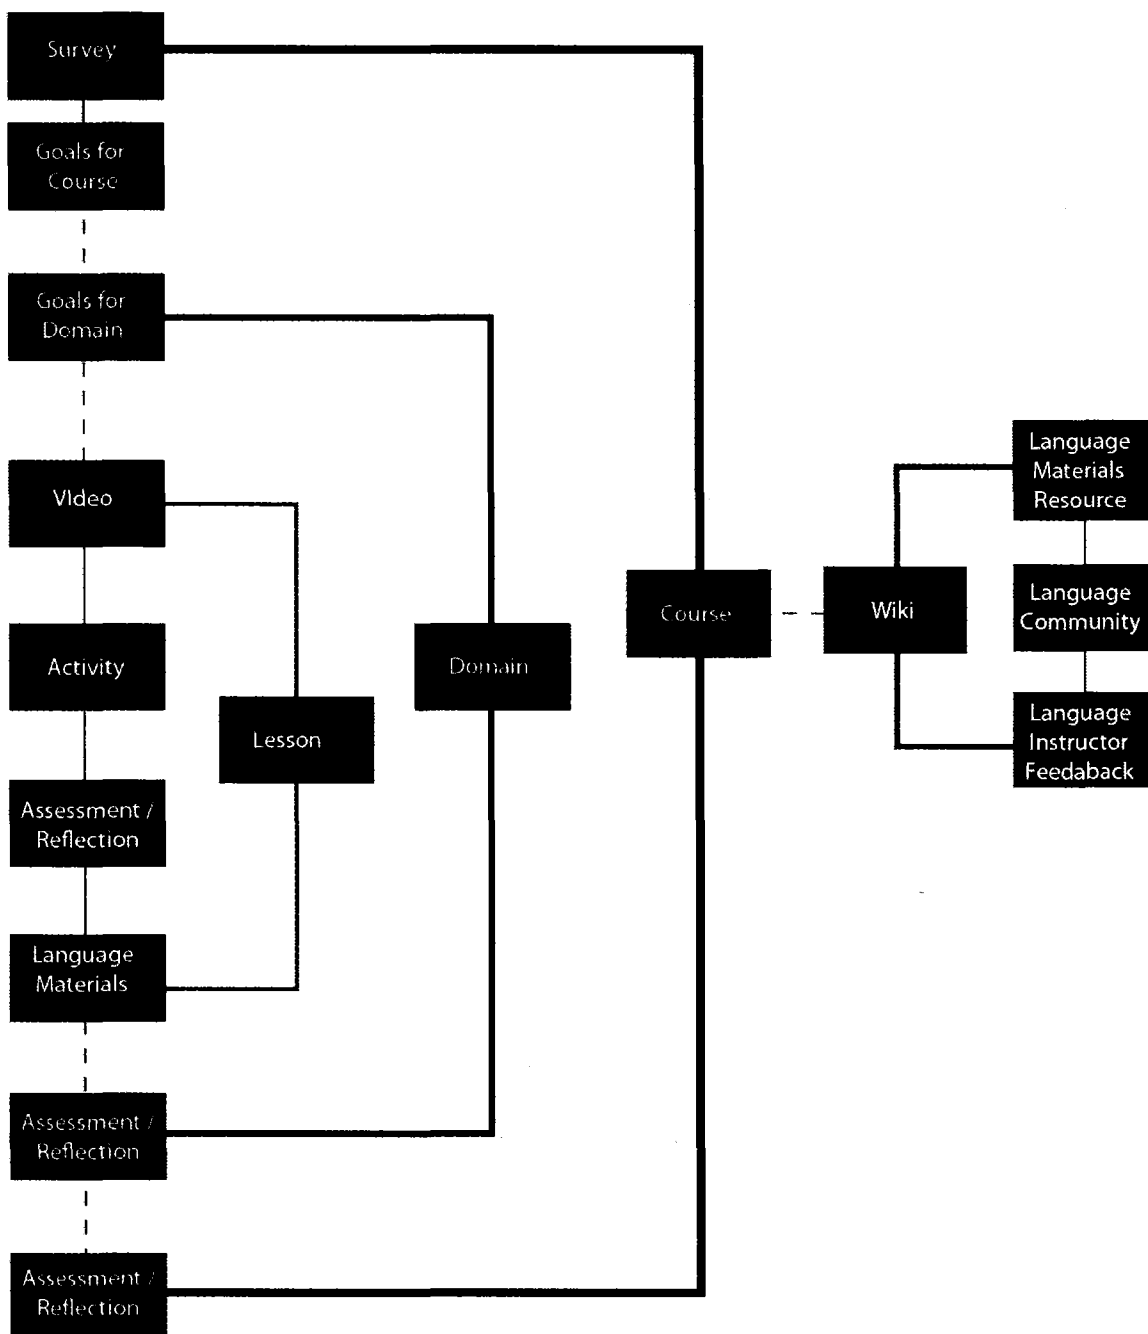 Survey
Goals for
Course
Goals for
Domain
VIdeo
Activity
Assessment /
Reflection
Language
Materials
Assessment /
Reflection
Assessment /
Reflection
Lesson
Domain
Course
Wiki
Language
Materials
Resource
Language
Community
Language
Instructor
Feedaback